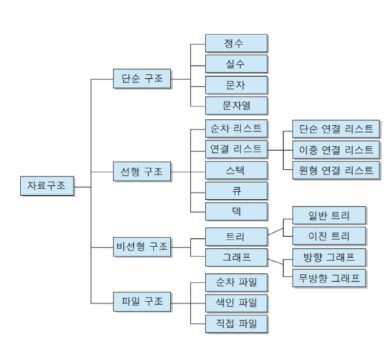 자료구조
단순 구조
정수
실수
문자
문자열
선형 구조
순차 리스트
연결 리스트
단순 연결 리스트
이중 연결 리스트
원형 연결 리스트
스택
큐
덱
비선형 구조
트리
일반 트리
이진 트리
그래프
방향 그래프
무방향 그래프
파일 구조
순차 파일
색인 파일
직접 파일